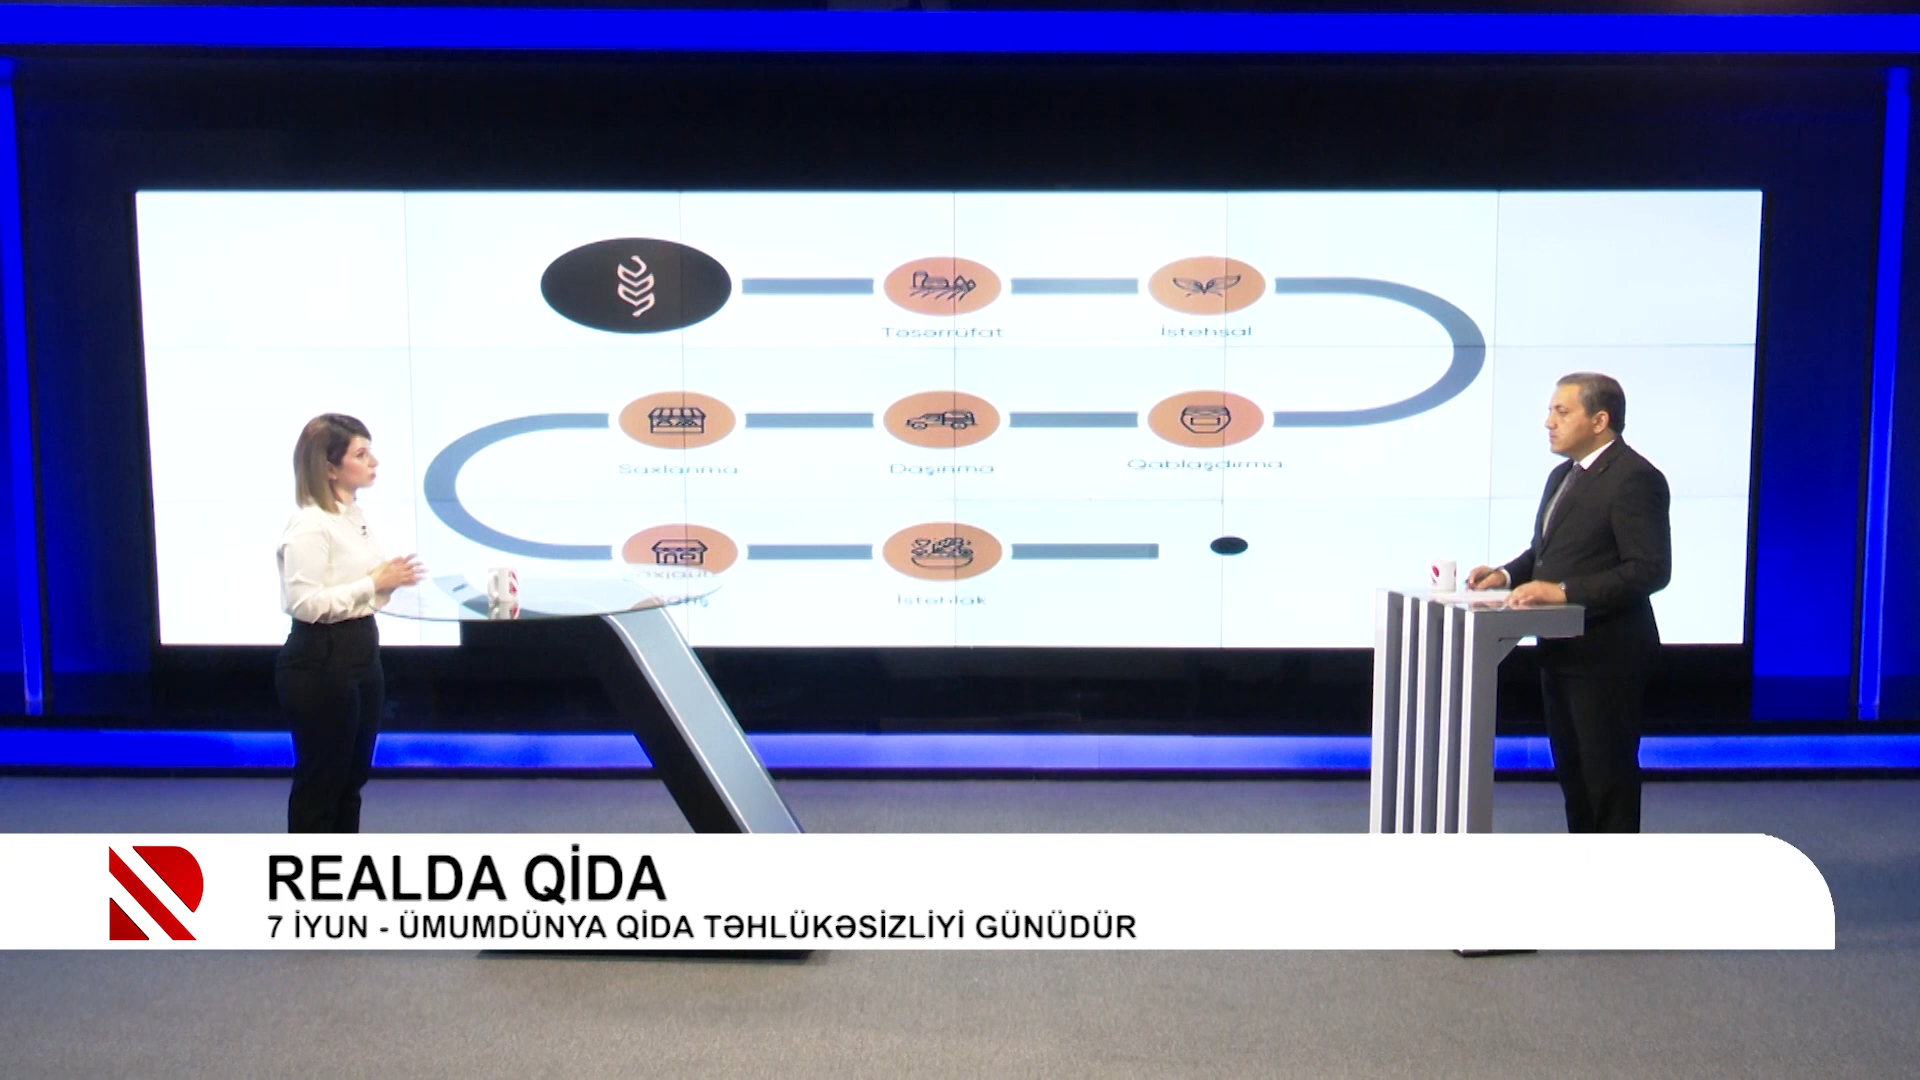 Təsərrüfat
İstehsal
Saxlanma
Daşınma
Qablaşdırma
İstehlak
REALDA QİDA
7 İYUN - ÜMUMDÜNYA QİDA TƏHLÜKƏSİZLİYİ GÜNÜDÜR